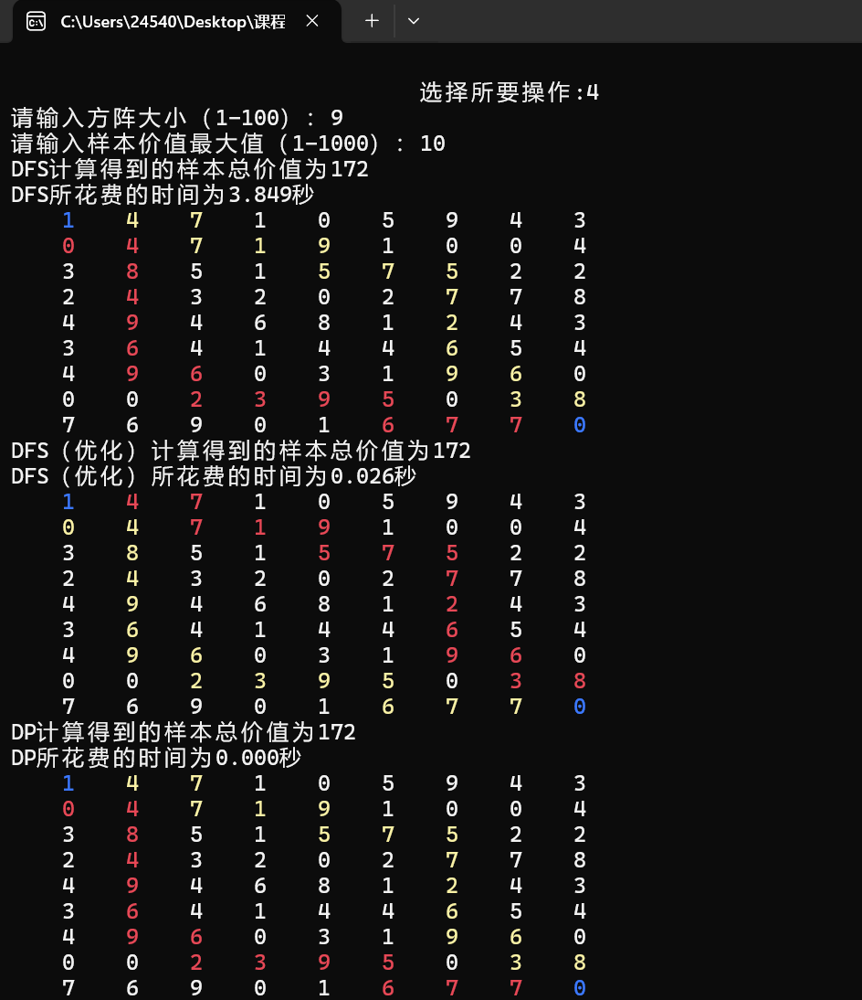 C:\Users\24540\Desktop\课程
选择所要操作:4
请输入方阵大小（1-100）: 9
请输入样本价值最大值（1-1000）: 10
DFS计算得到的样本总价值为172
DFS所花费的时间为3.849秒
1 4 7 1 0 5 9 4 3
0 4 7 1 9 1 0 0 4
3 8 5 1 5 7 5 2 2
2 4 3 2 0 2 7 7 8
4 9 4 6 8 1 2 4 3
3 6 4 1 4 4 6 5 4
4 9 6 0 3 1 9 6 0
0 0 2 3 9 5 0 3 8
7 6 9 0 1 6 7 7 0
DFS（优化）计算得到的样本总价值为172
DFS（优化）所花费的时间为0.026秒
1 4 7 1 0 5 9 4 3
0 4 7 1 9 1 0 0 4
3 8 5 1 5 7 5 2 2
2 4 3 2 0 2 7 7 8
4 9 4 6 8 1 2 4 3
3 6 4 1 4 4 6 5 4
4 9 6 0 3 1 9 6 0
0 0 2 3 9 5 0 3 8
7 6 9 0 1 6 7 7 0
DP计算得到的样本总价值为172
DP所花费的时间为0.000秒
1 4 7 1 0 5 9 4 3
0 4 7 1 9 1 0 0 4
3 8 5 1 5 7 5 2 2
2 4 3 2 0 2 7 7 8
4 9 4 6 8 1 2 4 3
3 6 4 1 4 4 6 5 4
4 9 6 0 3 1 9 6 0
0 0 2 3 9 5 0 3 8
7 6 9 0 1 6 7 7 0